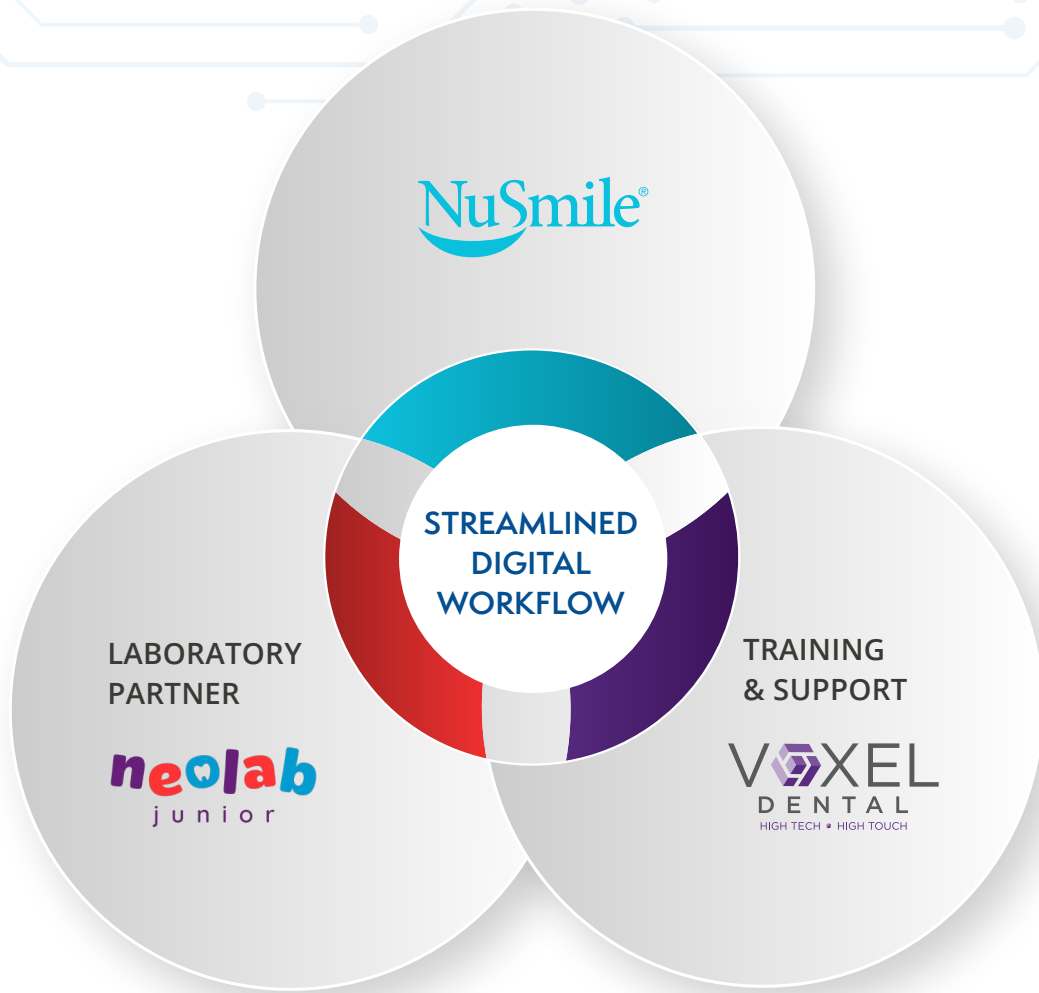 NuSmile®
STREAMLINED
DIGITAL
WORKFLOW
LABORATORY
PARTNER
neolab
junior
TRAINING
& SUPPORT
VOXEL
DENTAL
HIGH TECH • HIGH TOUCH